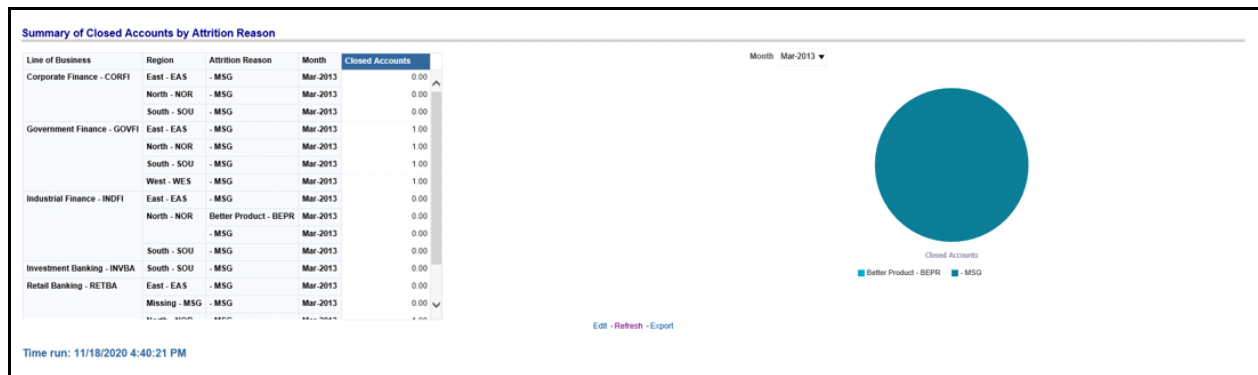 Summary of Closed Accounts by Attrition Reason
Line of Business Region Attrition Reason Month Closed Accounts
Corporate Finance - CORFI East - EAS - MSG Mar-2013 0.00
North - NOR - MSG Mar-2013 0.00
South - SOU - MSG Mar-2013 0.00
Government Finance - GOVFI East - EAS - MSG Mar-2013 1.00
North - NOR - MSG Mar-2013 1.00
South - SOU - MSG Mar-2013 1.00
West - WES - MSG Mar-2013 1.00
Industrial Finance - INDFI East - EAS - MSG Mar-2013 0.00
North - NOR Better Product - BEPR Mar-2013 0.00
- MSG Mar-2013 0.00
South - SOU - MSG Mar-2013 0.00
Investment Banking - INVBA South - SOU - MSG Mar-2013 0.00
Retail Banking - RETBA East - EAS - MSG Mar-2013 0.00
Missing - MSG - MSG Mar-2013 0.00
Month Mar-2013
Closed Accounts
Better Product - BEPR - MSG
Edit - Refresh - Export
Time run: 11/18/2020 4:40:21 PM